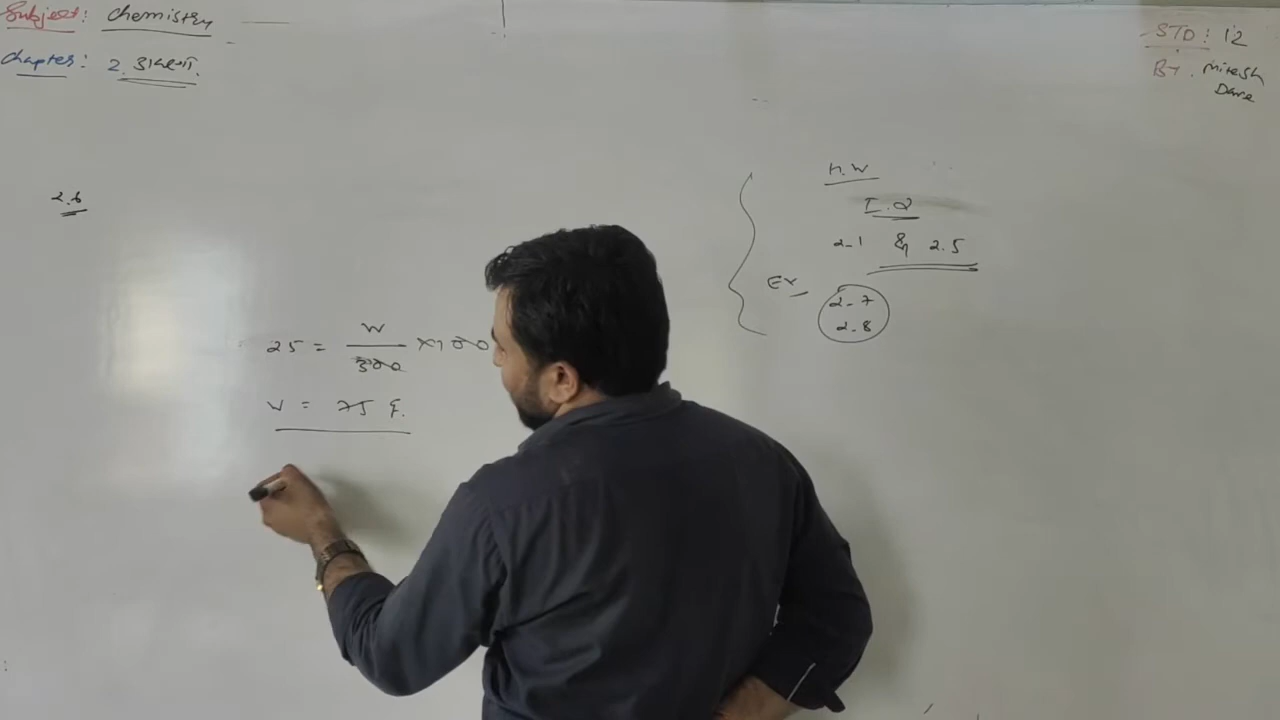 Subject: Chemistry
Chapter: 2. દ્રાવણો.
STD: 12
By. Mitesh
Dave
2.6
25 = W/300 × 100
W = 75 g.
H.W
I.Q
2.1 & 2.5
Ex
2.7
2.8